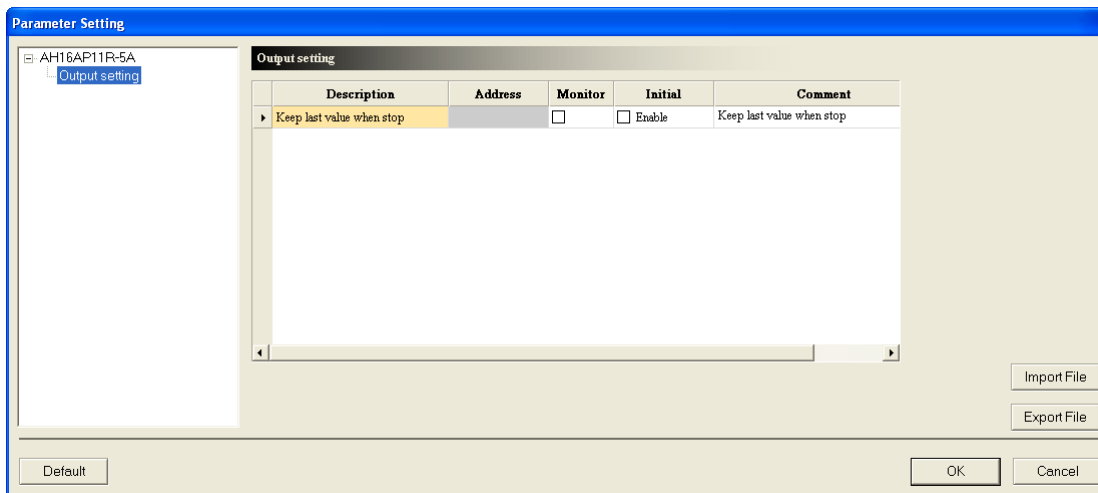 Parameter Setting
AH16AP11R-5A
Output setting
Output setting
Description Address Monitor Initial Comment
Keep last value when stop Enable Keep last value when stop
Import File
Export File
Default OK Cancel